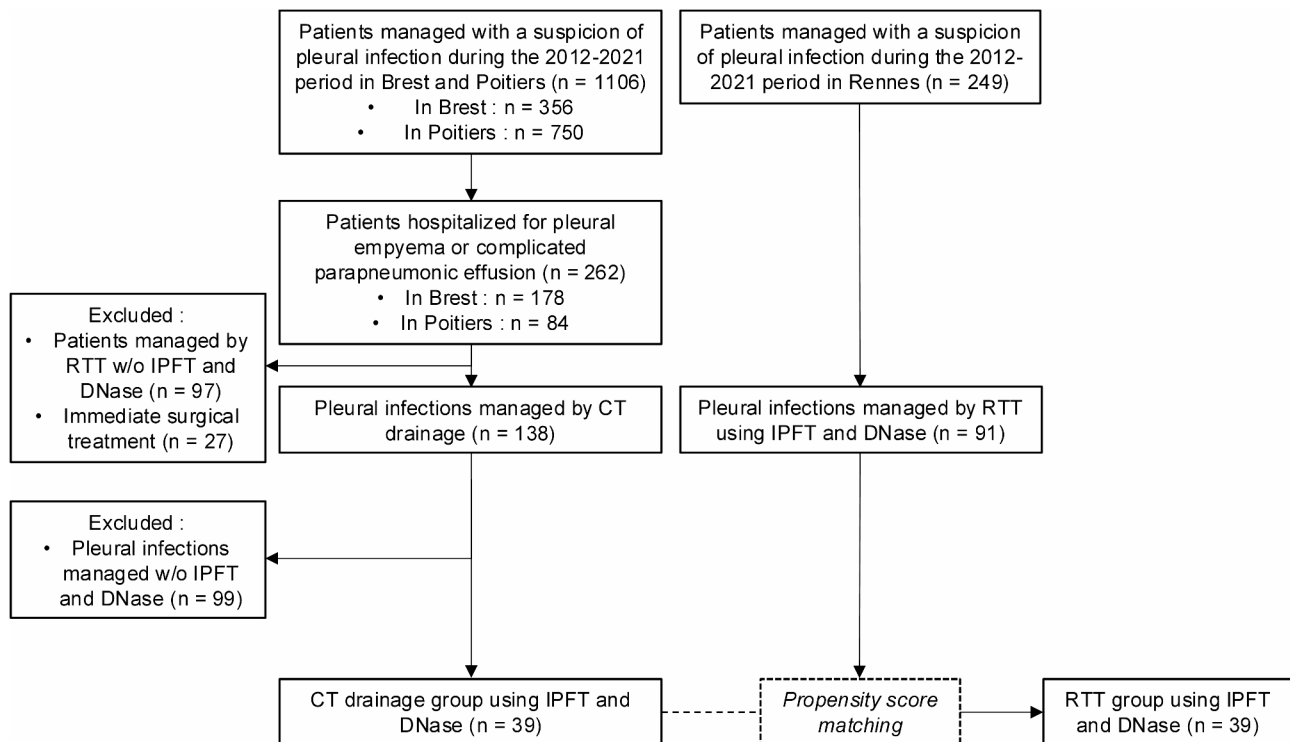 Patients managed with a suspicion
of pleural infection during the 2012-2021
period in Brest and Poitiers (n = 1106)
• In Brest : n = 356
• In Poitiers : n = 750
Patients managed with a suspicion
of pleural infection during the 2012-
2021 period in Rennes (n = 249)
Patients hospitalized for pleural
empyema or complicated
parapneumonic effusion (n = 262)
• In Brest : n = 178
• In Poitiers : n = 84
Excluded :
• Patients managed by
RTT w/o IPFT and
DNase (n = 97)
• Immediate surgical
treatment (n = 27)
Pleural infections managed by CT
drainage (n = 138)
Pleural infections managed by RTT
using IPFT and DNase (n = 91)
Excluded :
• Pleural infections
managed w/o IPFT
and DNase (n = 99)
CT drainage group using IPFT and
DNase (n = 39)
Propensity score
matching
RTT group using IPFT
and DNase (n = 39)